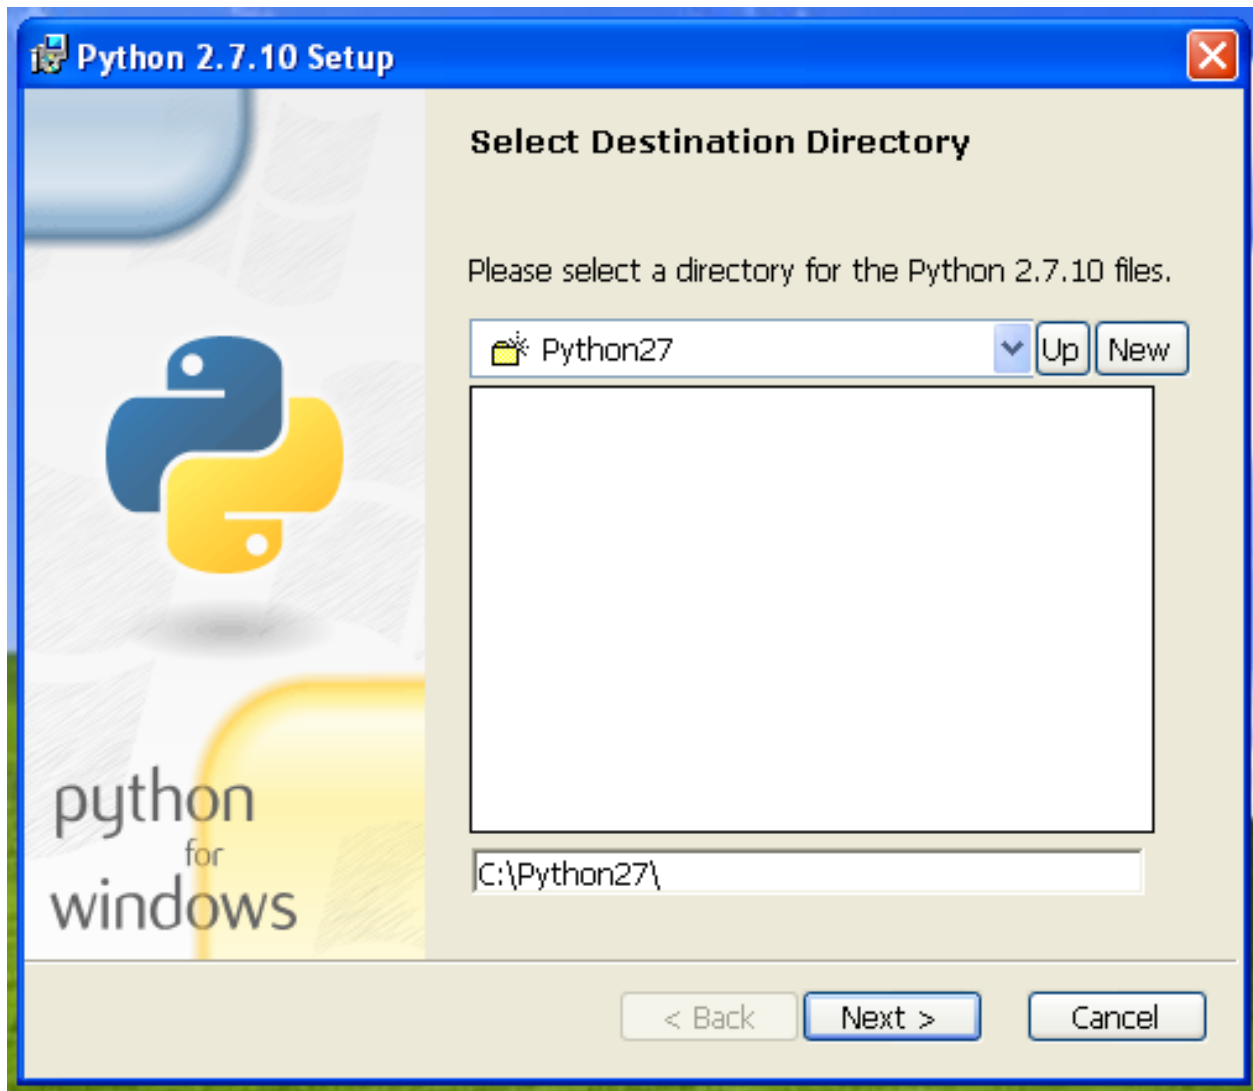 Python 2.7.10 Setup
Select Destination Directory
Please select a directory for the Python 2.7.10 files.
Python27
Up
New
C:\Python27\
python
for
windows
< Back
Next >
Cancel